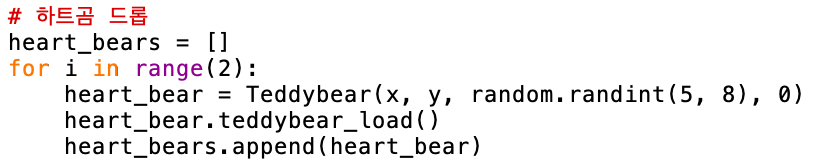 # 하트곰 드롭
heart_bears = []
for i in range(2):
    heart_bear = Teddybear(x, y, random.randint(5, 8), 0)
    heart_bear.teddybear_load()
    heart_bears.append(heart_bear)